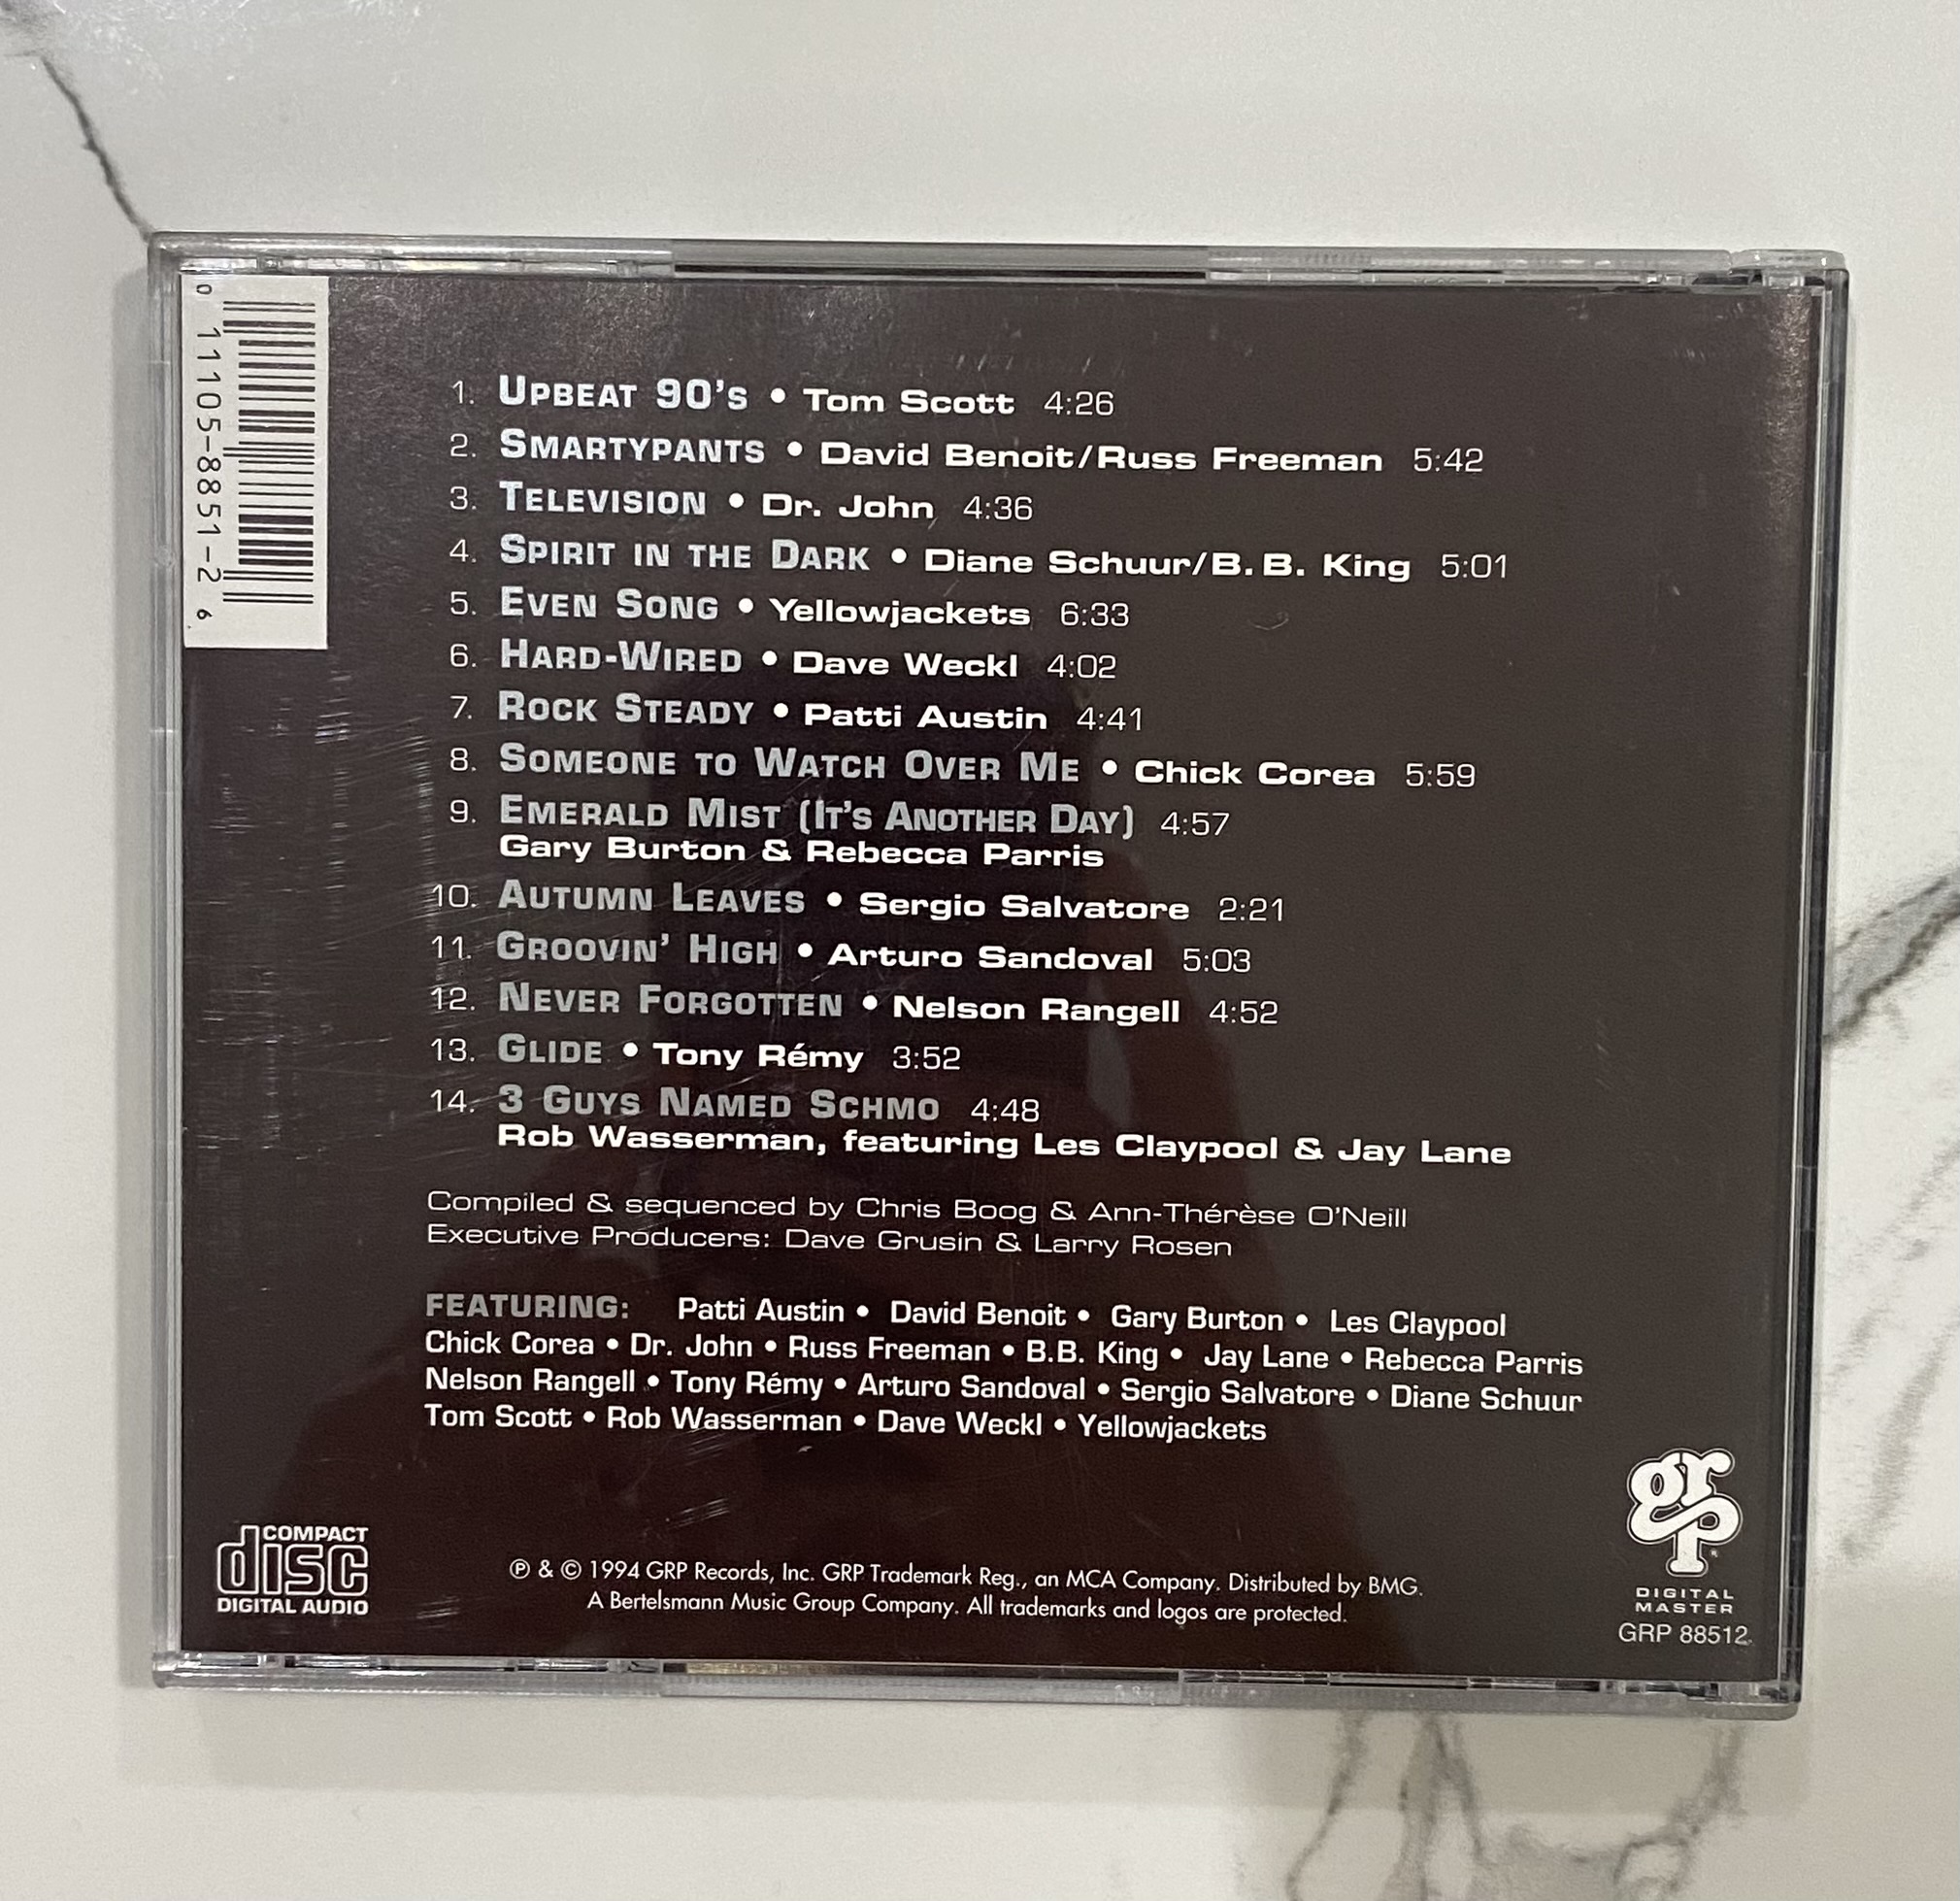 0 11105-8851-2 6
1. UPBEAT 90's • Tom Scott 4:26
2. SMARTYPANTS • David Benoit/Russ Freeman 5:42
3. TELEVISION • Dr. John 4:36
4. SPIRIT IN THE DARK • Diane Schuur/B.B. King 5:01
5. EVEN SONG • Yellowjackets 6:33
6. HARD-WIRED • Dave Weckl 4:02
7. ROCK STEADY • Patti Austin 4:41
8. SOMEONE TO WATCH OVER ME • Chick Corea 5:59
9. EMERALD MIST (IT'S ANOTHER DAY) 4:57
Gary Burton & Rebecca Parris
10. AUTUMN LEAVES • Sergio Salvatore 2:21
11. GROOVIN' HIGH • Arturo Sandoval 5:03
12. NEVER FORGOTTEN • Nelson Rangell 4:52
13. GLIDE • Tony Rémy 3:52
14. 3 GUYS NAMED SCHMO 4:48
Rob Wasserman, featuring Les Claypool & Jay Lane
Compiled & sequenced by Chris Boog & Ann-Thérèse O'Neill
Executive Producers: Dave Grusin & Larry Rosen
FEATURING: Patti Austin • David Benoit • Gary Burton • Les Claypool
Chick Corea • Dr. John • Russ Freeman • B.B. King • Jay Lane • Rebecca Parris
Nelson Rangell • Tony Rémy • Arturo Sandoval • Sergio Salvatore • Diane Schuur
Tom Scott • Rob Wasserman • Dave Weckl • Yellowjackets
COMPACT
disc
DIGITAL AUDIO
℗ & © 1994 GRP Records, Inc. GRP Trademark Reg., an MCA Company. Distributed by BMG.
A Bertelsmann Music Group Company. All trademarks and logos are protected.
grp®
DIGITAL
MASTER
GRP 88512